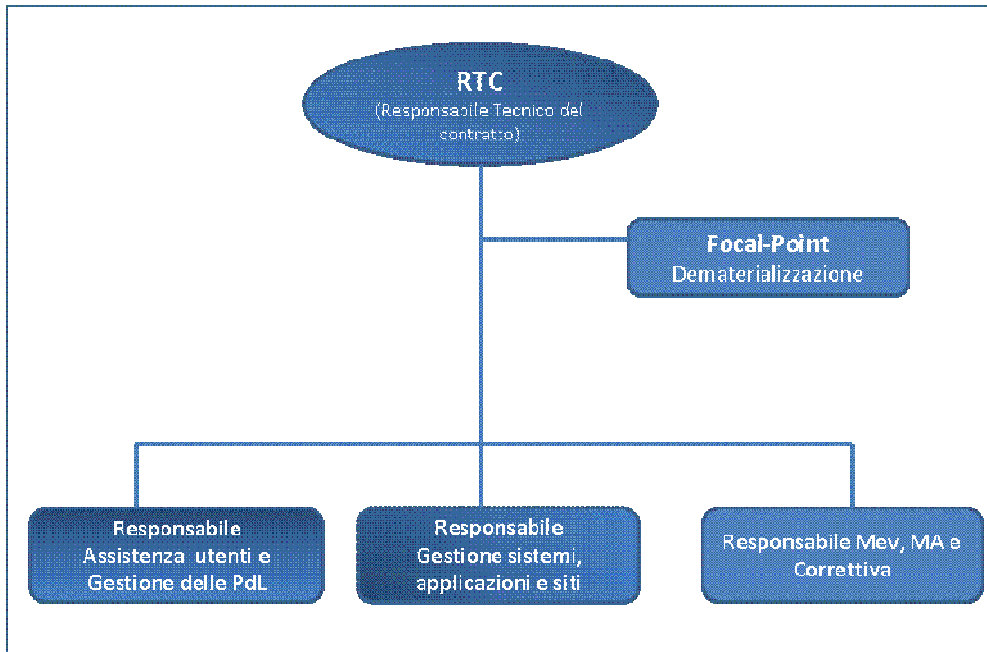 RTC
(Responsabile Tecnico del
contratto)
Focal-Point
Dematerializzazione
Responsabile
Assistenza utenti e
Gestione delle PdL
Responsabile
Gestione sistemi,
applicazioni e siti
Responsabile Mev, MA e
Correttiva